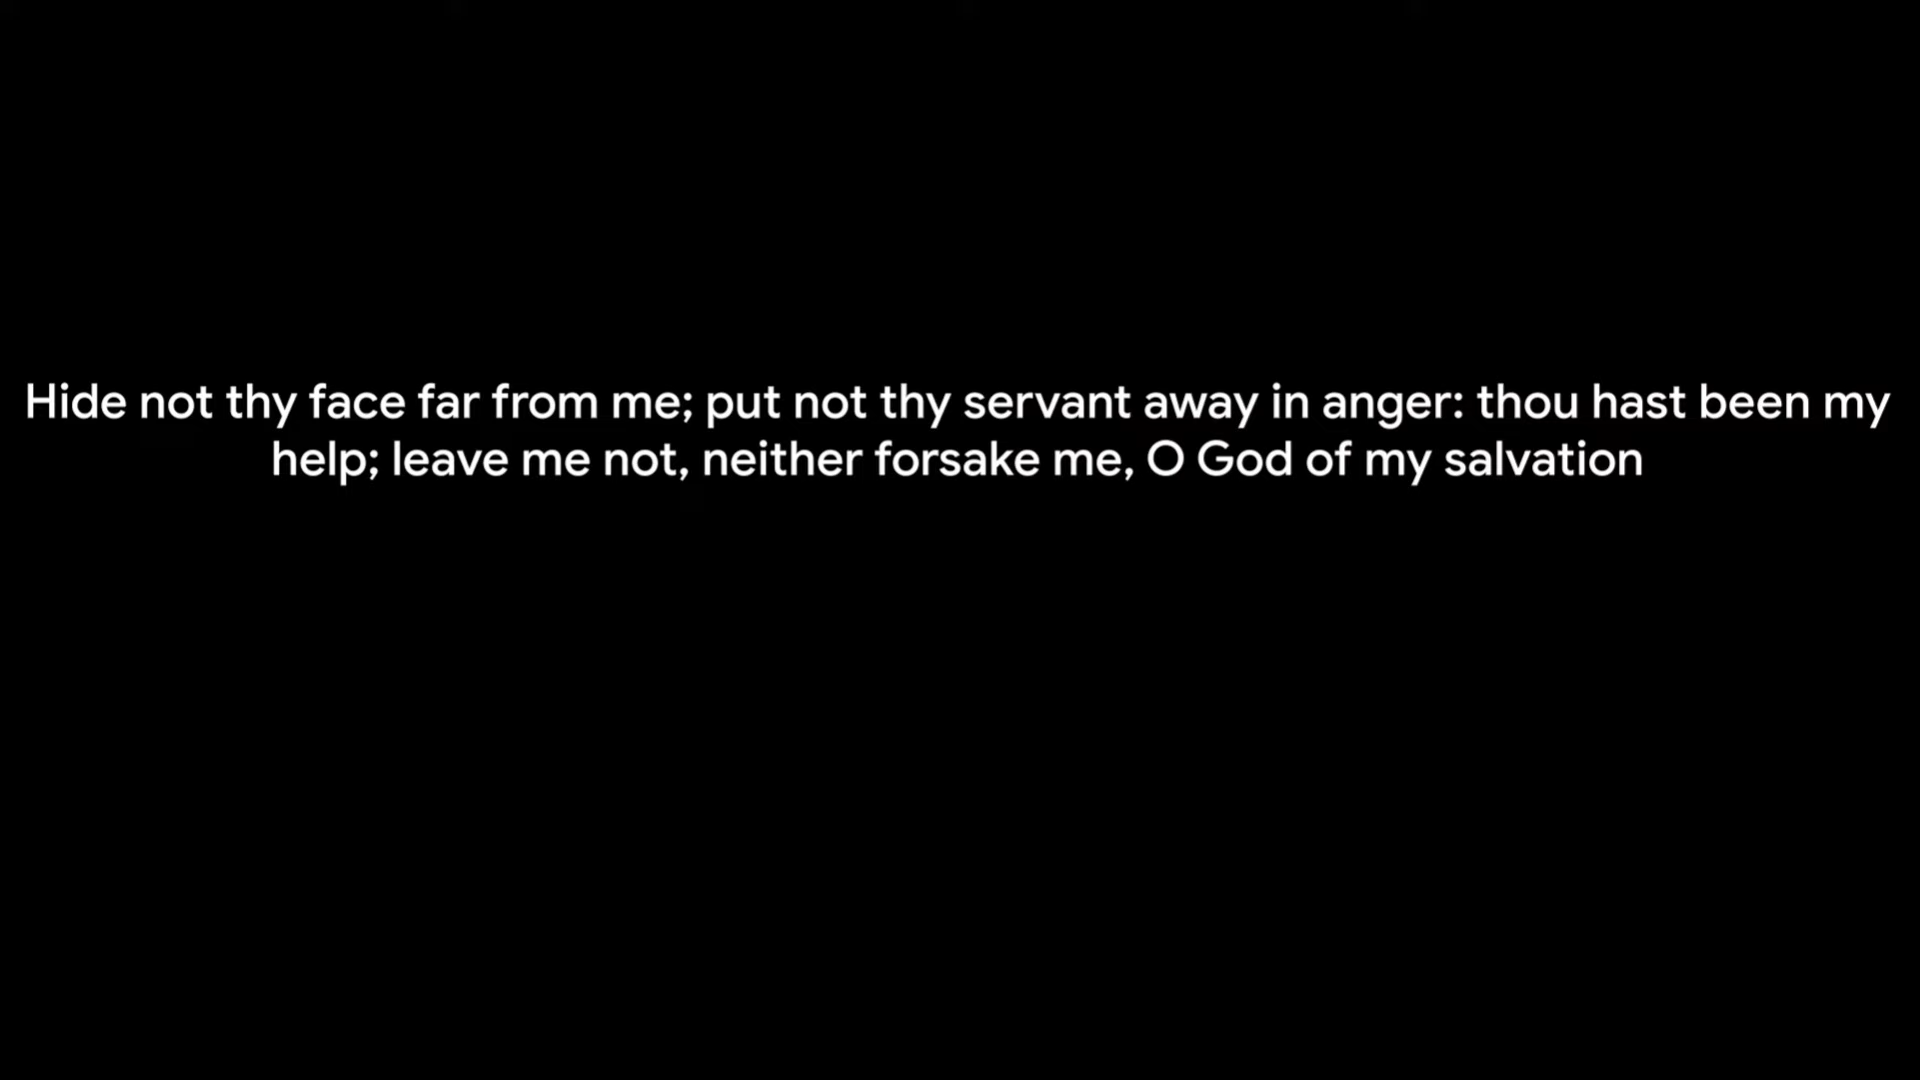 Hide not thy face far from me; put not thy servant away in anger: thou hast been my
help; leave me not, neither forsake me, O God of my salvation